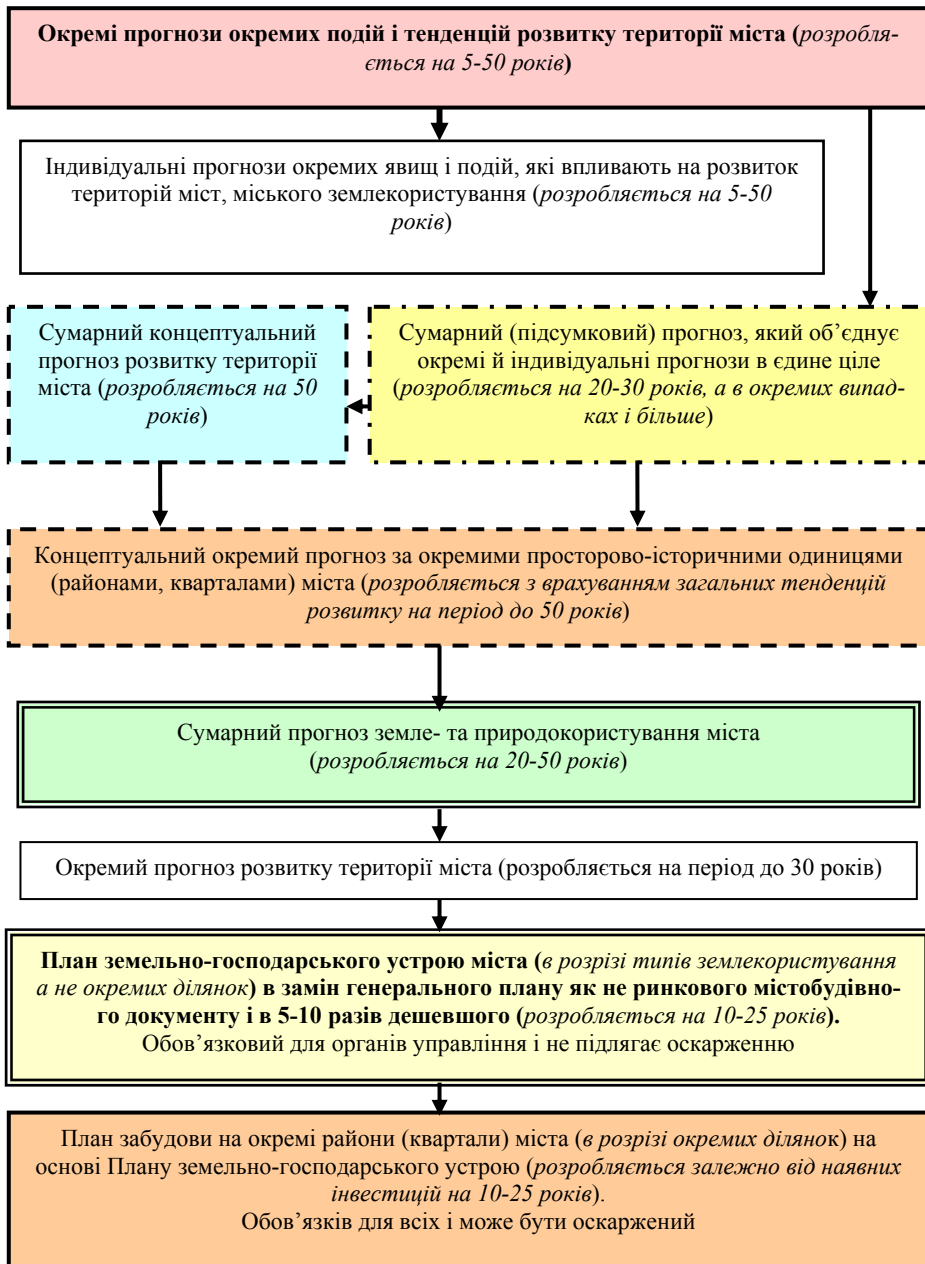 Окремі прогнози окремих подій і тенденцій розвитку території міста (розробля-
ється на 5-50 років)
Індивідуальні прогнози окремих явищ і подій, які впливають на розвиток
територій міст, міського землекористування (розробляється на 5-50
років)
Сумарний концептуальний
прогноз розвитку території
міста (розробляється на 50
років)
Сумарний (підсумковий) прогноз, який об’єднує
окремі й індивідуальні прогнози в єдине ціле
(розробляється на 20-30 років, а в окремих випад-
ках і більше)
Концептуальний окремий прогноз за окремими просторово-історичними одиницями
(районами, кварталами) міста (розробляється з врахуванням загальних тенденцій
розвитку на період до 50 років)
Сумарний прогноз земле- та природокористування міста
(розробляється на 20-50 років)
Окремий прогноз розвитку території міста (розробляється на період до 30 років)
План земельно-господарського устрою міста (в розрізі типів землекористування
а не окремих ділянок) в замін генерального плану як не ринкового містобудівно-
го документу і в 5-10 разів дешевшого (розробляється на 10-25 років).
Обов’язковий для органів управління і не підлягає оскарженню
План забудови на окремі райони (квартали) міста (в розрізі окремих ділянок) на
основі Плану земельно-господарського устрою (розробляється залежно від наявних
інвестицій на 10-25 років).
Обов’язків для всіх і може бути оскаржений